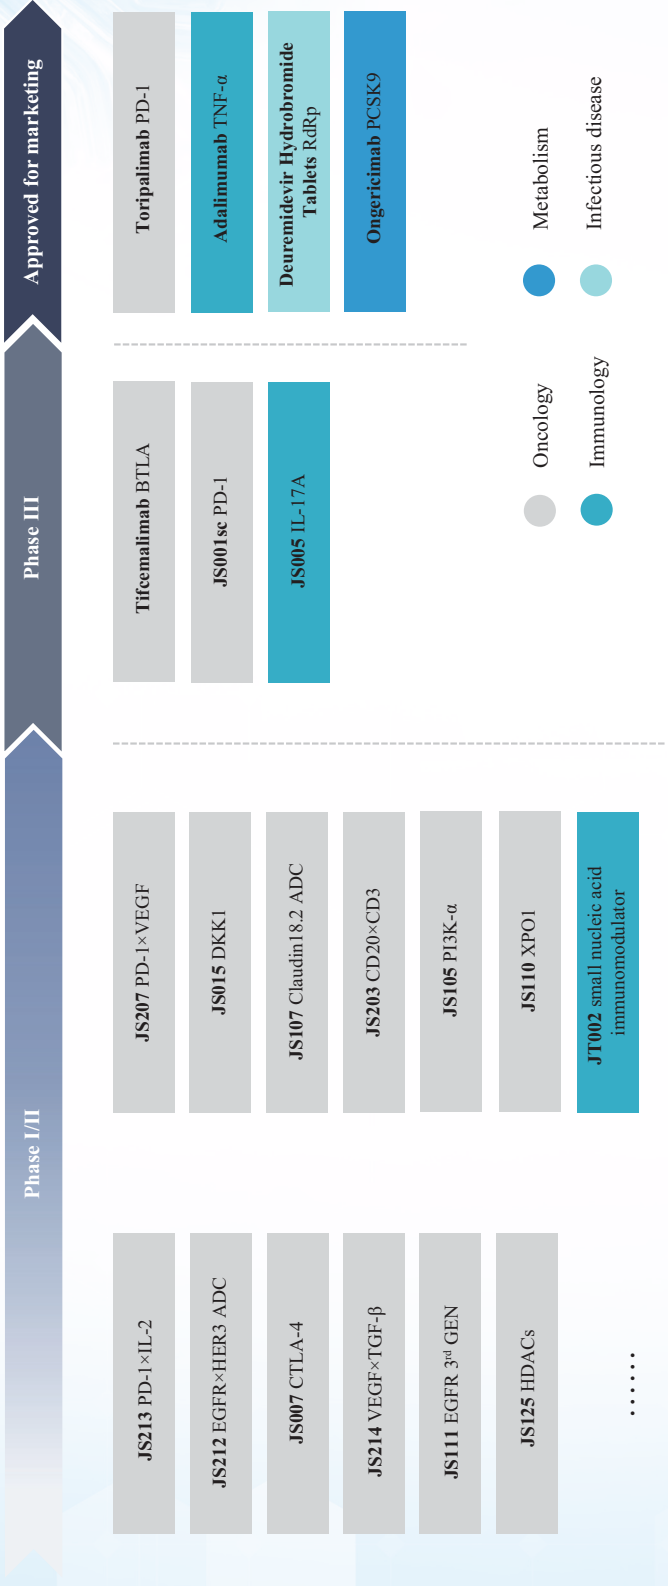 Phase I/II
Phase III
Approved for marketing
JS213 PD-1×IL-2
JS212 EGFR×HER3 ADC
JS007 CTLA-4
JS214 VEGF×TGF-β
JS111 EGFR 3rd GEN
JS125 HDACs
......
JS207 PD-1×VEGF
JS015 DKK1
JS107 Claudin18.2 ADC
JS203 CD20×CD3
JS105 PI3K-α
JS110 XPO1
JT002 small nucleic acid
immunomodulator
Tifcemalimab BTLA
JS001sc PD-1
JS005 IL-17A
Toripalimab PD-1
Adalimumab TNF-α
Deuremidevir Hydrobromide
Tablets RdRp
Ongericimab PCSK9
Oncology
Metabolism
Immunology
Infectious disease